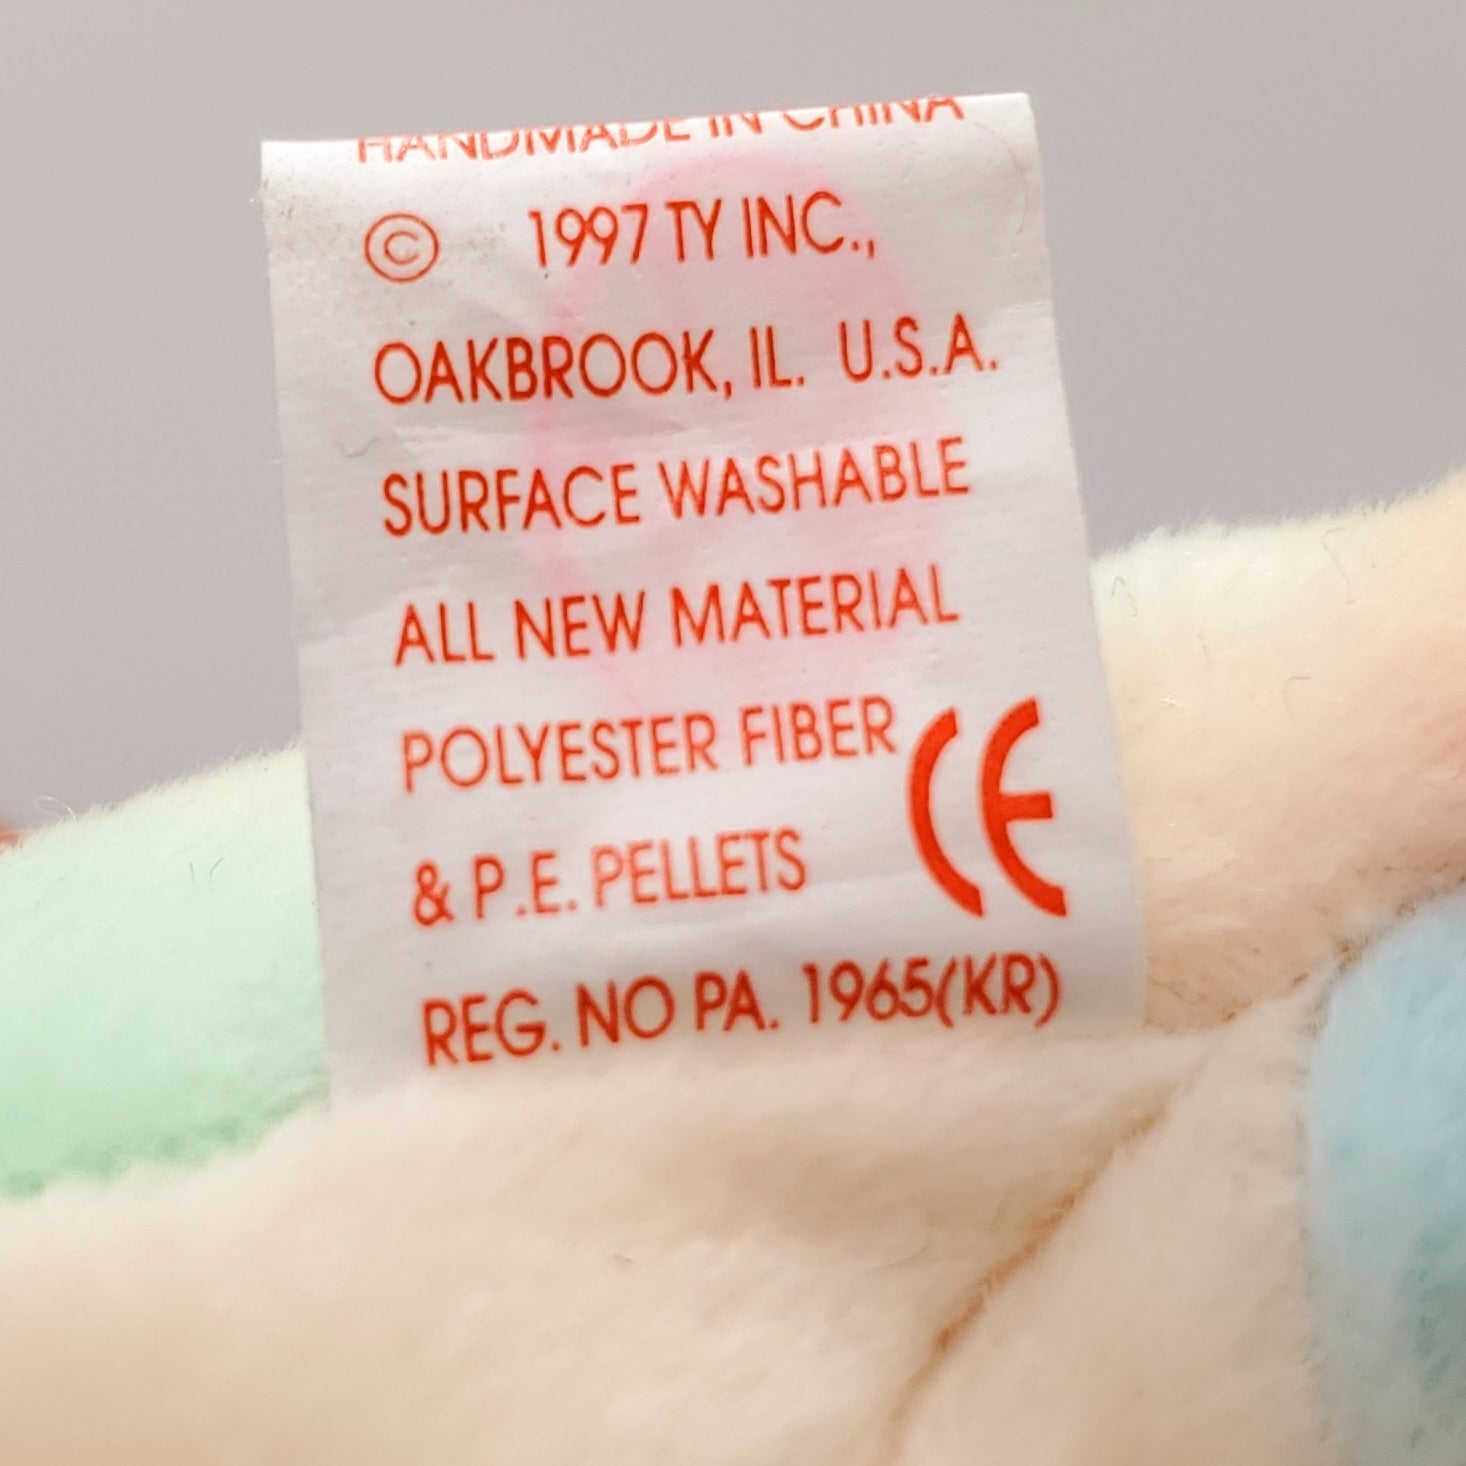 HANDMADE IN CHINA
© 1997 TY INC.,
OAKBROOK, IL. U.S.A.
SURFACE WASHABLE
ALL NEW MATERIAL
POLYESTER FIBER
& P.E. PELLETS CE
REG. NO PA. 1965(KR)